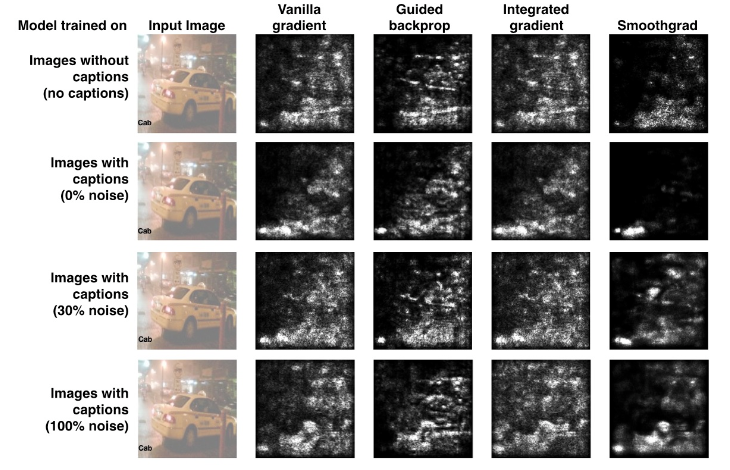 Model trained on
Input Image
Vanilla
gradient
Guided
backprop
Integrated
gradient
Smoothgrad
Images without
captions
(no captions)
Cab
Images with
captions
(0% noise)
Cab
Images with
captions
(30% noise)
Cab
Images with
captions
(100% noise)
Cab